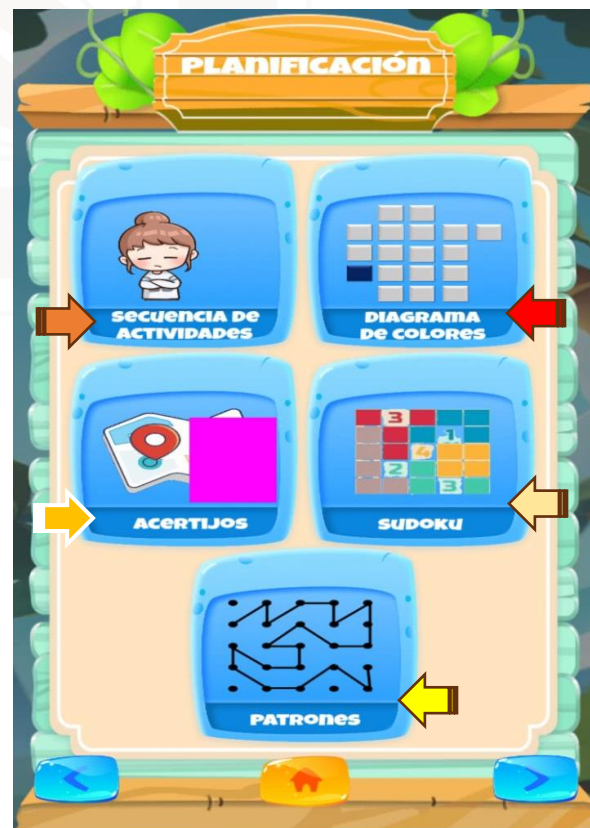 PLANIFICACIÓN
SECUENCIA DE
ACTIVIDADES
DIAGRAMA
DE COLORES
3
1
4
2
3
ACERTIJOS
SUDOKU
PATRONES